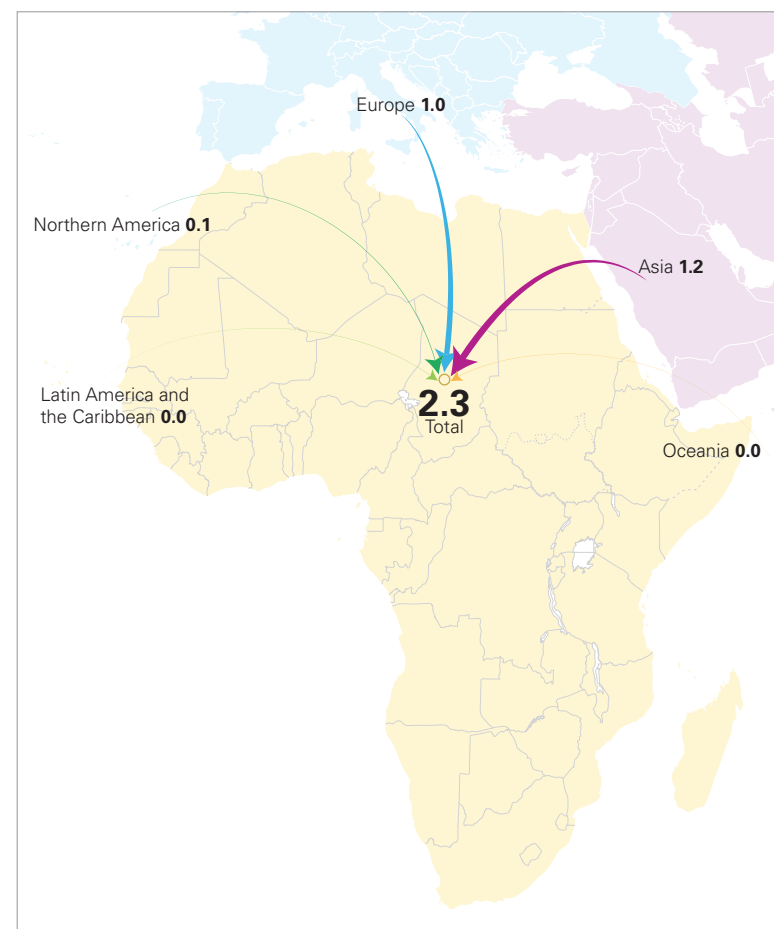 Europe 1.0
Northern America 0.1
Asia 1.2
Latin America and
the Caribbean 0.0
2.3
Total
Oceania 0.0